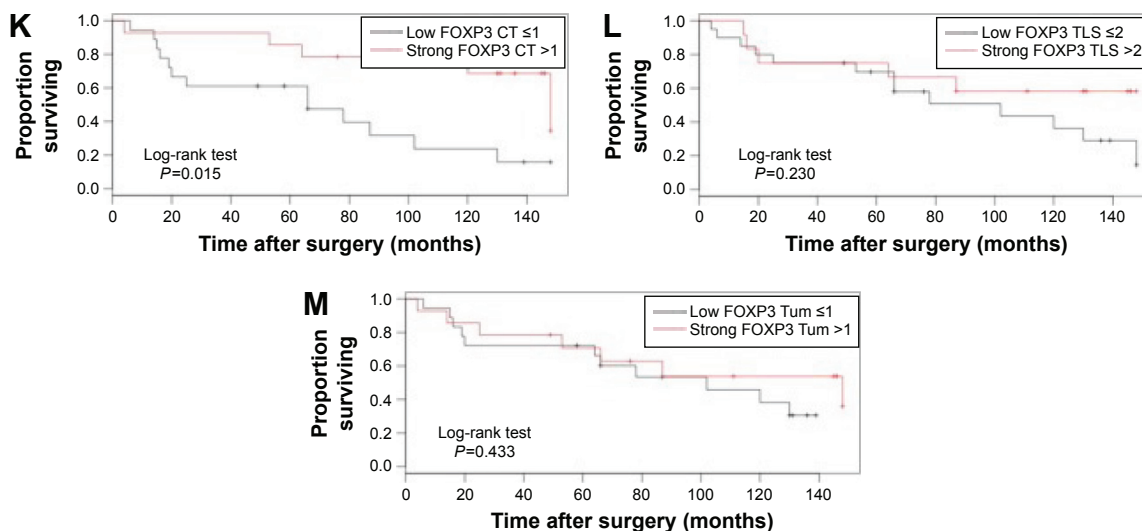 K
Proportion
surviving
1.0
0.8
0.6
0.4
0.2
0.0
Low FOXP3 CT ≤1
Strong FOXP3 CT >1
Log-rank test
P=0.015
0 20 40 60 80 100 120 140
Time after surgery (months)
L
Proportion
surviving
1.0
0.8
0.6
0.4
0.2
0.0
Low FOXP3 TLS ≤2
Strong FOXP3 TLS >2
Log-rank test
P=0.230
0 20 40 60 80 100 120 140
Time after surgery (months)
M
Proportion
surviving
1.0
0.8
0.6
0.4
0.2
0.0
Low FOXP3 Tum ≤1
Strong FOXP3 Tum >1
Log-rank test
P=0.433
0 20 40 60 80 100 120 140
Time after surgery (months)